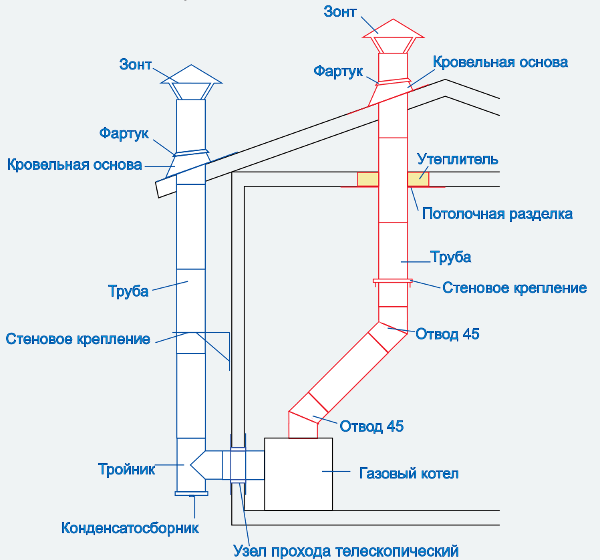 Зонт
Зонт
Фартук
Кровельная основа
Фартук
Кровельная основа
Утеплитель
Потолочная разделка
Труба
Труба
Стеновое крепление
Стеновое крепление
Отвод 45
Отвод 45
Тройник
Газовый котел
Конденсатосборник
Узел прохода телескопический